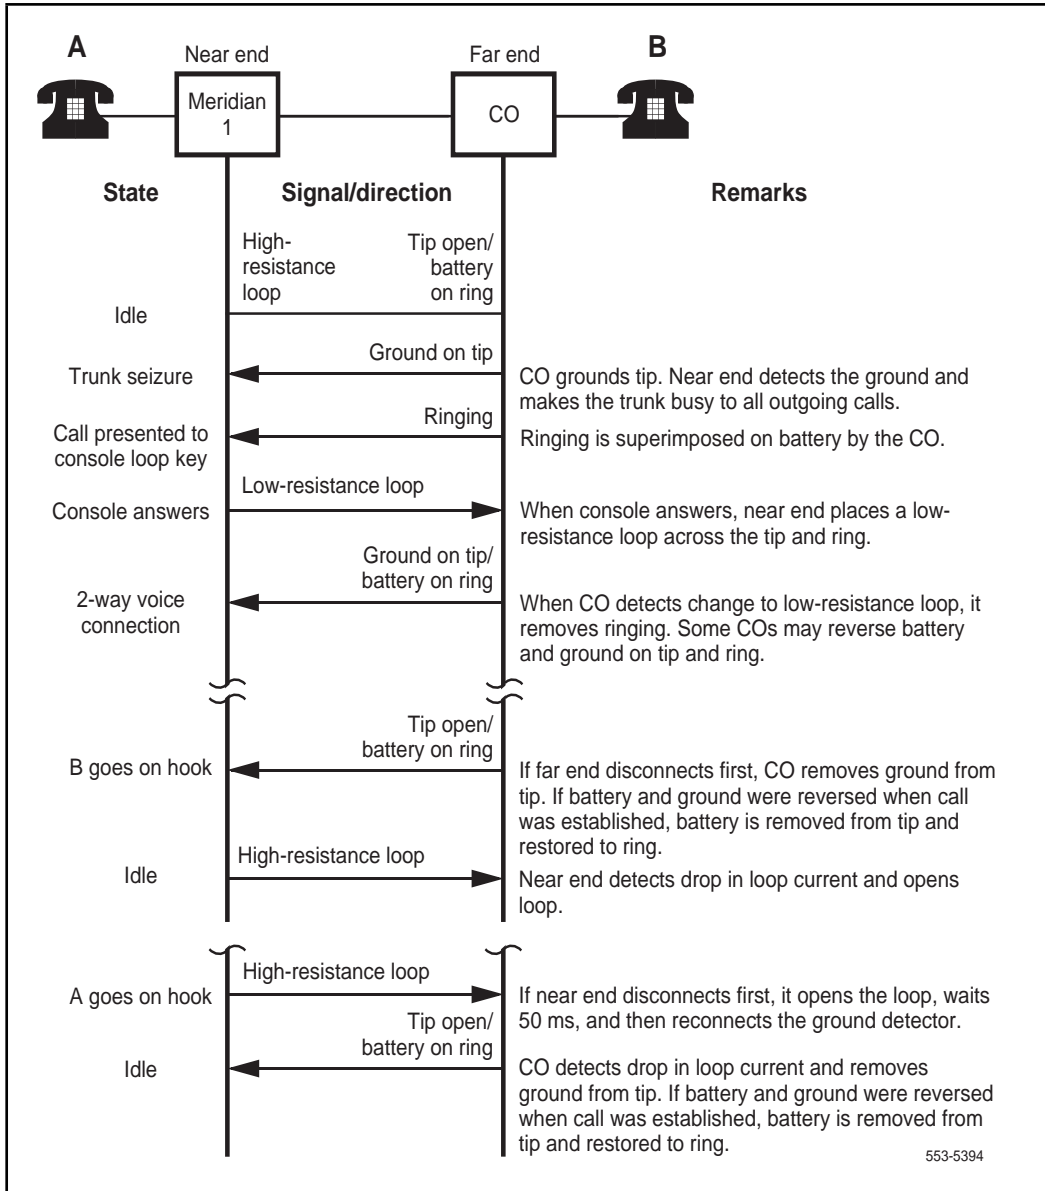 A
Near end
Far end
B
Meridian
1
CO
State
Signal/direction
Remarks
High-
resistance
loop
Tip open/
battery
on ring
Idle
Ground on tip
Trunk seizure
CO grounds tip. Near end detects the ground and
makes the trunk busy to all outgoing calls.
Ringing
Call presented to
console loop key
Ringing is superimposed on battery by the CO.
Low-resistance loop
Console answers
When console answers, near end places a low-
resistance loop across the tip and ring.
Ground on tip/
battery on ring
2-way voice
connection
When CO detects change to low-resistance loop, it
removes ringing. Some COs may reverse battery
and ground on tip and ring.
Tip open/
battery on ring
B goes on hook
If far end disconnects first, CO removes ground from
tip. If battery and ground were reversed when call
was established, battery is removed from tip and
restored to ring.
High-resistance loop
Idle
Near end detects drop in loop current and opens
loop.
High-resistance loop
A goes on hook
If near end disconnects first, it opens the loop, waits
50 ms, and then reconnects the ground detector.
Tip open/
battery on ring
Idle
CO detects drop in loop current and removes
ground from tip. If battery and ground were reversed
when call was established, battery is removed from
tip and restored to ring.
553-5394